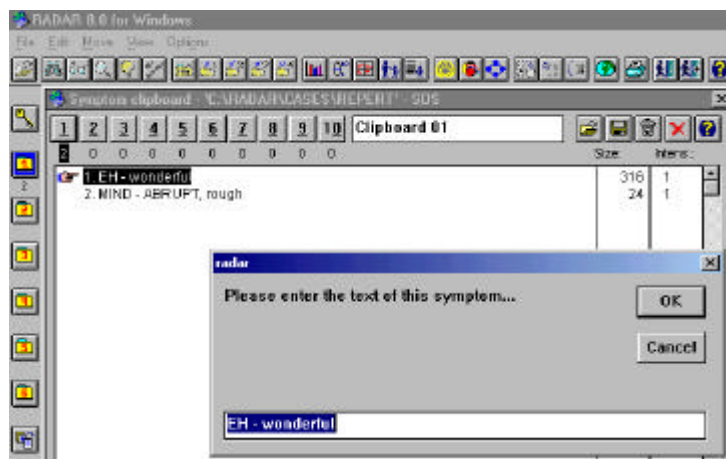 RADAR 8.0 for Windows
File Edit Move View Options
Symptom clipboard - 'C:\RADAR\CASES\REPERT' - SOS
1 2 3 4 5 6 7 8 9 10 Clipboard 01
2 0 0 0 0 0 0 0 0 0 Size: Intens.:
1. EH - wonderful 316 1
2. MIND - ABRUPT, rough 24 1
radar
Please enter the text of this symptom...
OK
Cancel
EH - wonderful